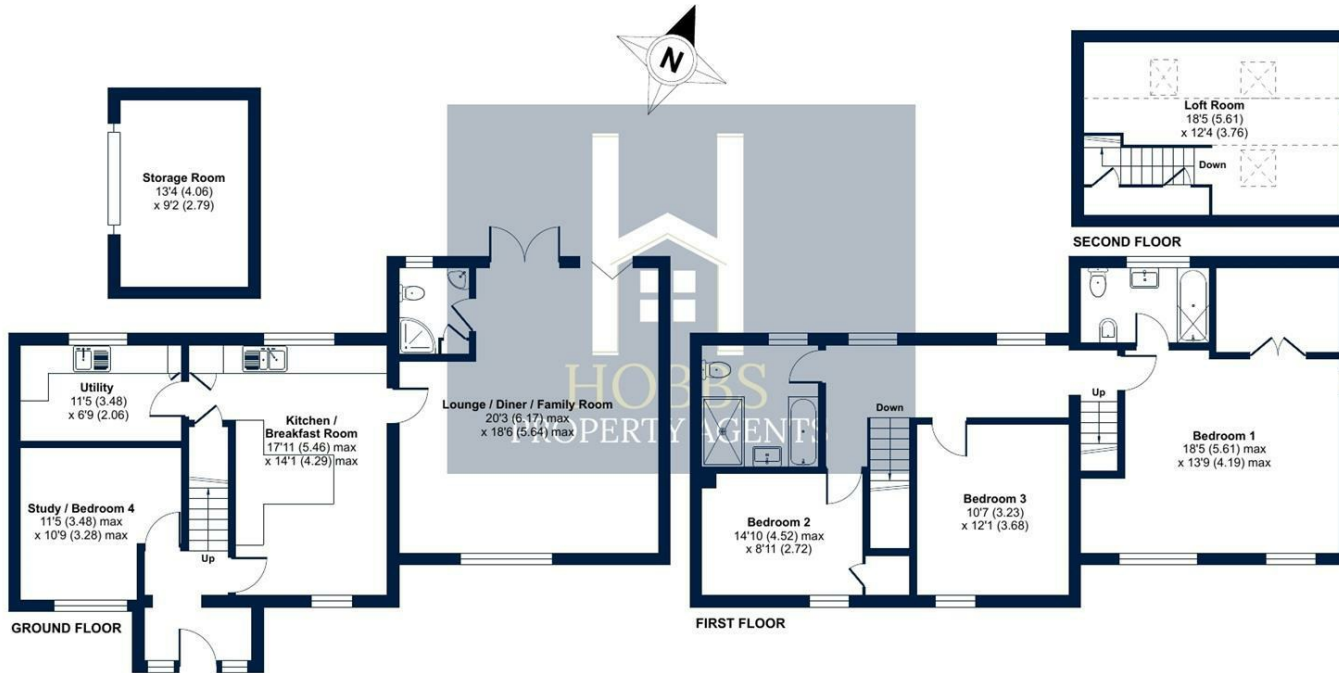 N
Storage Room
13'4 (4.06)
x 9'2 (2.79)
Loft Room
18'5 (5.61)
x 12'4 (3.76)
Down
SECOND FLOOR
Utility
11'5 (3.48)
x 6'9 (2.06)
Kitchen /
Breakfast Room
17'11 (5.46) max
x 14'1 (4.29) max
Lounge / Diner / Family Room
20'3 (6.17) max
x 18'6 (5.64) max
HOBBS
PROPERTY AGENTS
Study / Bedroom 4
11'5 (3.48) max
x 10'9 (3.28) max
Up
GROUND FLOOR
Down
Up
Bedroom 1
18'5 (5.61) max
x 13'9 (4.19) max
Bedroom 2
14'10 (4.52) max
x 8'11 (2.72)
Bedroom 3
10'7 (3.23)
x 12'1 (3.68)
FIRST FLOOR